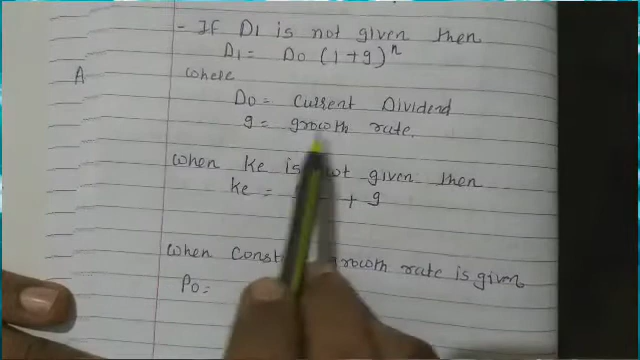 - If D1 is not given then
D1 = D0 (1+g)^n
A
where
D0 = current Dividend
g = growth rate.
when ke is given then
ke = + g
when growth rate is given
P0 =